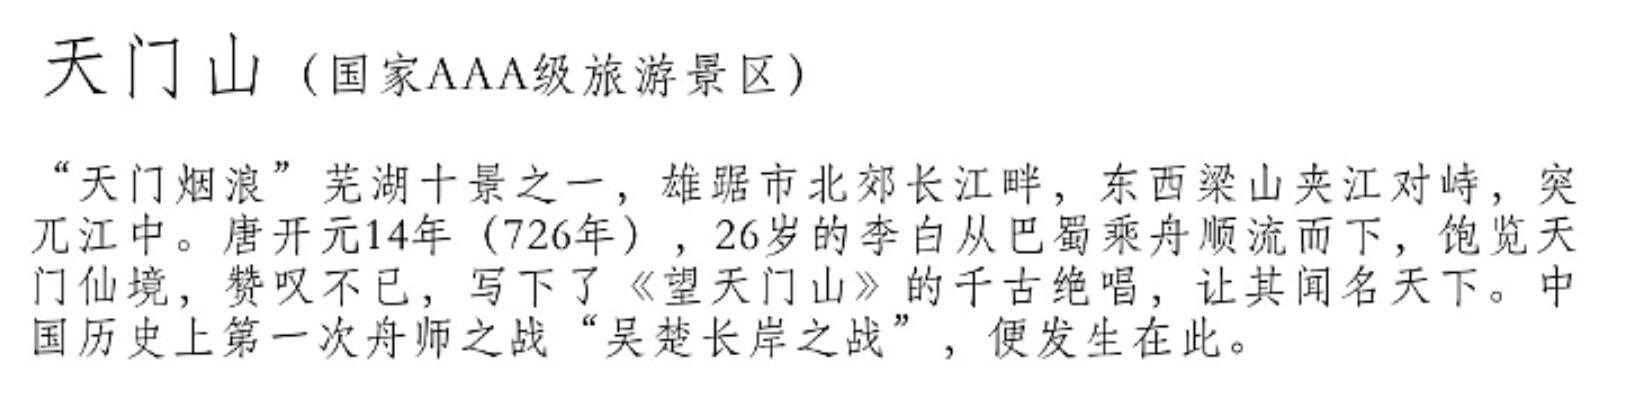 天门山（国家AAA级旅游景区）
“天门烟浪”芜湖十景之一，雄踞市北郊长江畔，东西梁山夹江对峙，突
兀江中。唐开元14年（726年），26岁的李白从巴蜀乘舟顺流而下，饱览天
门仙境，赞叹不已，写下了《望天门山》的千古绝唱，让其闻名天下。中
国历史上第一次舟师之战“吴楚长岸之战”，便发生在此。